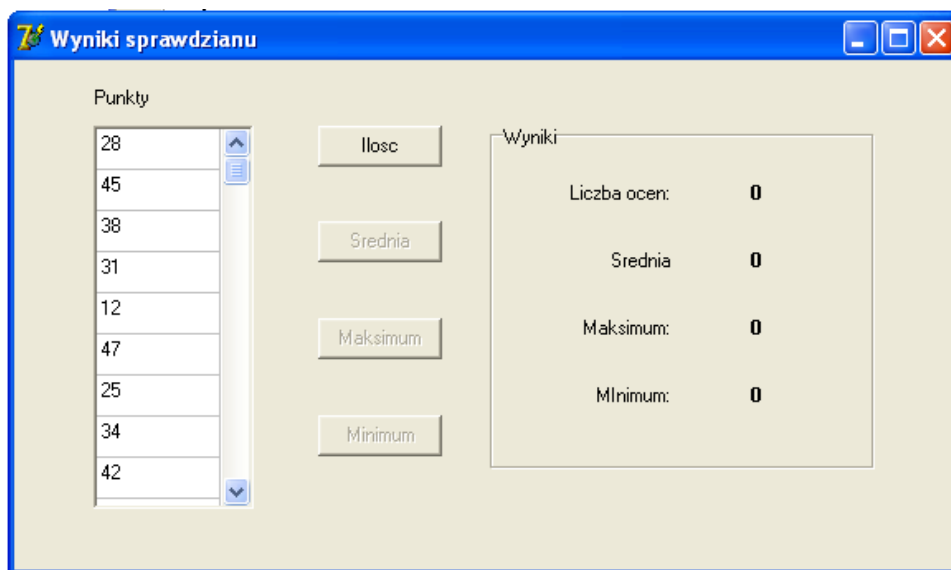 Wyniki sprawdzianu
Punkty
28
45
38
31
12
47
25
34
42
Ilosc
Srednia
Maksimum
Minimum
Wyniki
Liczba ocen: 0
Srednia 0
Maksimum: 0
MInimum: 0